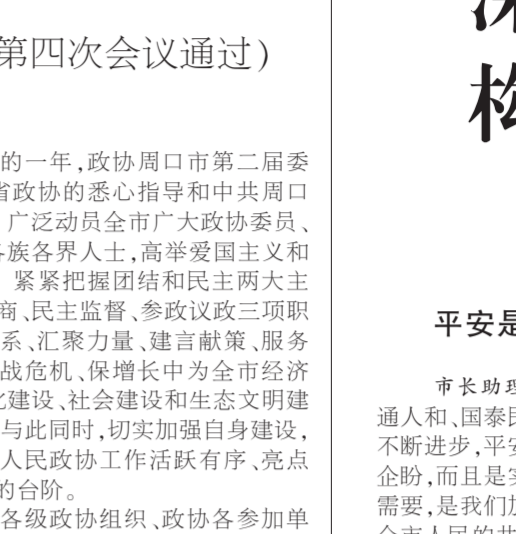 第四次会议通过)
的一年,政协周口市第二届委
省政协的悉心指导和中共周口
广泛动员全市广大政协委员、
各族各界人士,高举爱国主义和
紧紧把握团结和民主两大主
商、民主监督、参政议政三项职
系、汇聚力量、建言献策、服务
战危机、保增长中为全市经济
化建设、社会建设和生态文明建
与此同时,切实加强自身建设,
人民政协工作活跃有序、亮点
的台阶。
各级政协组织、政协各参加单
深
构
平安是
市长助理
通人和、国泰民
不断进步,平安
企盼,而且是实
需要,是我们加